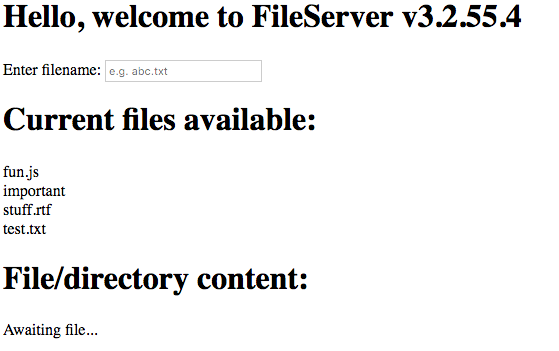 Hello, welcome to FileServer v3.2.55.4
Enter filename: e.g. abc.txt
Current files available:
fun.js
important
stuff.rtf
test.txt
File/directory content:
Awaiting file...